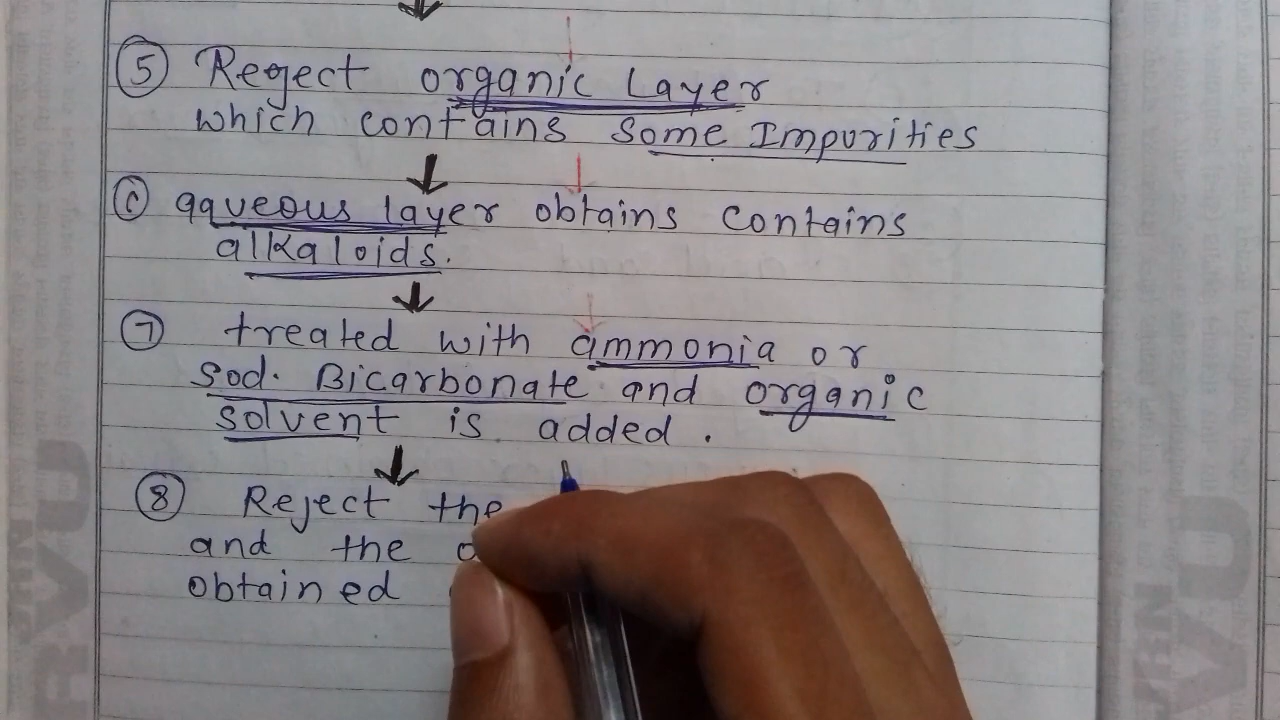 5 Reject organic Layer
which contains some Impurities
6 aqueous layer obtains contains
alkaloids.
7 treated with ammonia or
Sod. Bicarbonate and organic
solvent is added.
8 Reject the
and the
obtained